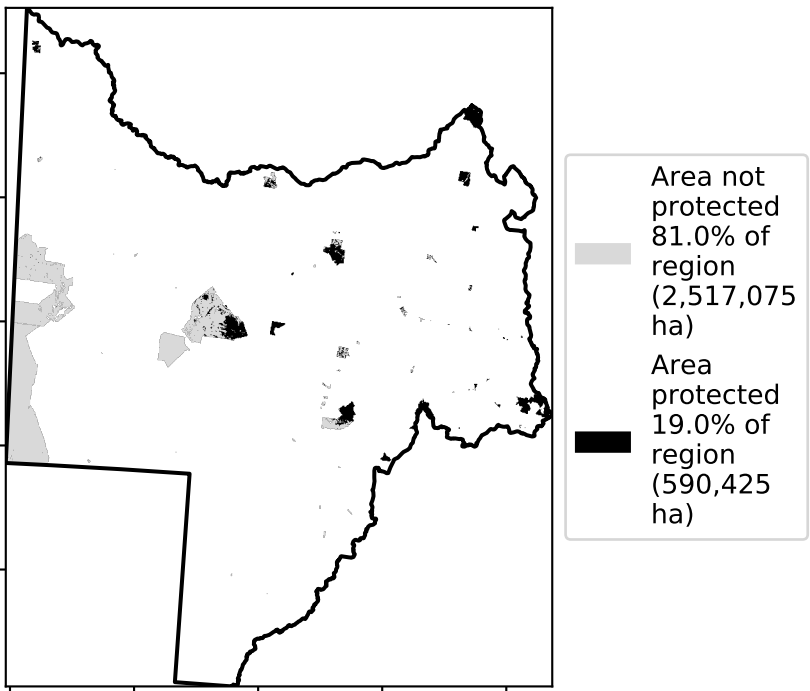 Area not
protected
81.0% of
region
(2,517,075
ha)
Area
protected
19.0% of
region
(590,425
ha)